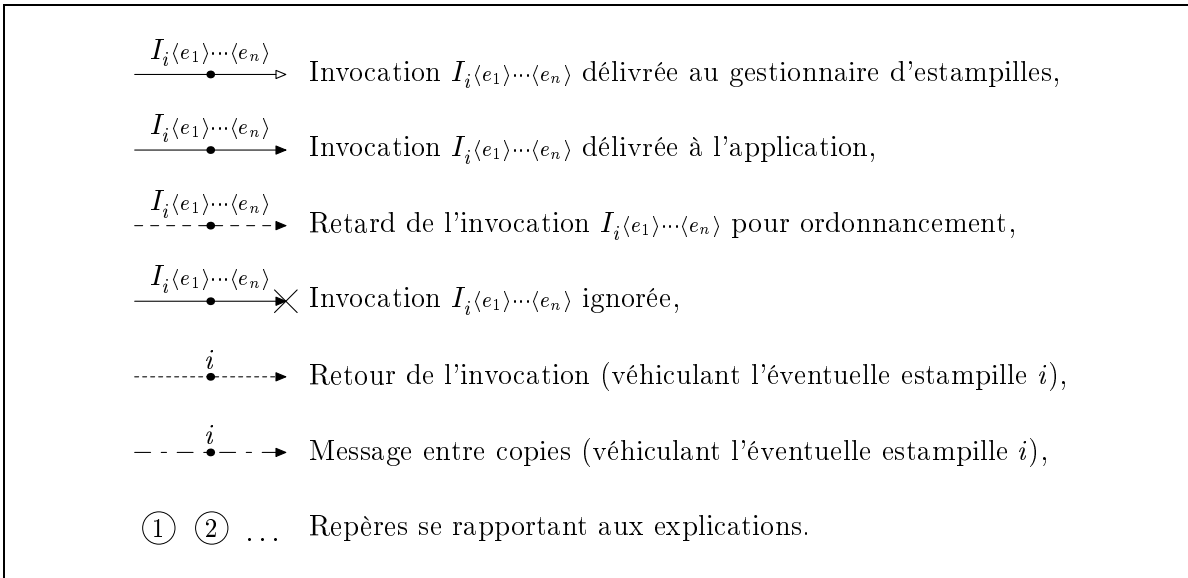 I_i⟨e_1⟩···⟨e_n⟩ Invocation I_i⟨e_1⟩···⟨e_n⟩ délivrée au gestionnaire d'estampilles,
I_i⟨e_1⟩···⟨e_n⟩ Invocation I_i⟨e_1⟩···⟨e_n⟩ délivrée à l'application,
I_i⟨e_1⟩···⟨e_n⟩ Retard de l'invocation I_i⟨e_1⟩···⟨e_n⟩ pour ordonnancement,
I_i⟨e_1⟩···⟨e_n⟩ Invocation I_i⟨e_1⟩···⟨e_n⟩ ignorée,
i Retour de l'invocation (véhiculant l'éventuelle estampille i),
i Message entre copies (véhiculant l'éventuelle estampille i),
① ② ... Repères se rapportant aux explications.